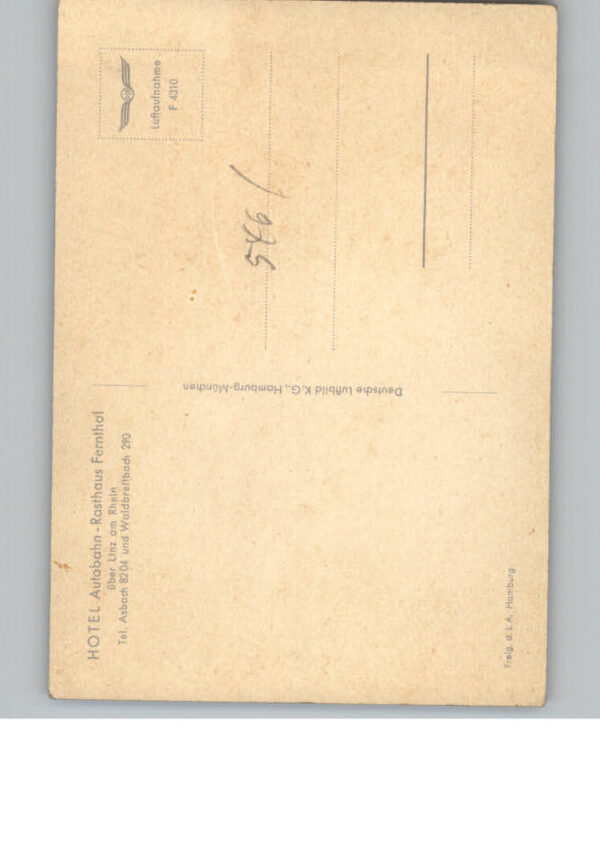 HOTEL Autobahn-Rasthaus Fernthal
über Linz am Rhein
Tel. Asbach 8204 und Waldbreitbach 290
Freig. d. L.A. Hamburg
Deutsche Luftbild K.G., Hamburg-München
Luftaufnahme
F 4310
546/